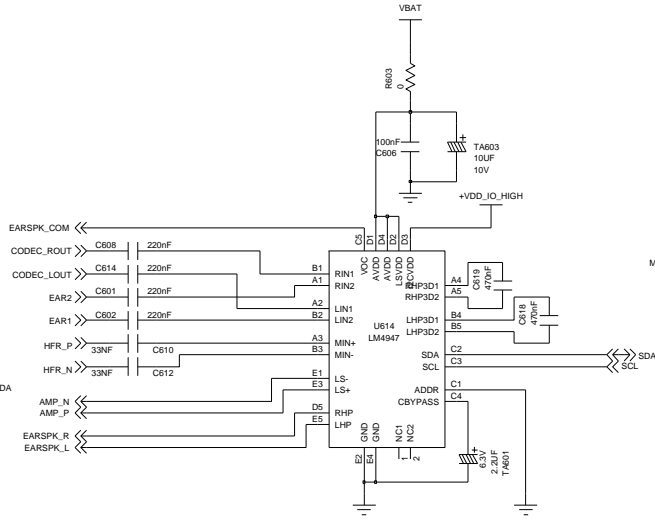 VBAT
R603
0
100nF
C606
TA603
10UF
10V
+VDD_IO_HIGH
EARSPK_COM
CODEC_ROUT
C608
220nF
CODEC_LOUT
C614
220nF
EAR2
C601
220nF
EAR1
C602
220nF
HFR_P
33NF
C610
HFR_N
33NF
C612
DA
AMP_N
AMP_P
EARSPK_R
EARSPK_L
C5
D1
D4
D2
D3
VOC
AVDD
AVDD
LSVDD
I2CVDD
B1
RIN1
A1
RIN2
A2
LIN1
B2
LIN2
A3
MIN+
B3
MIN-
E1
LS-
E3
LS+
D5
RHP
E5
LHP
U614
LM4947
RHP3D1
A4
RHP3D2
A5
LHP3D1
B4
LHP3D2
B5
SDA
C2
SCL
C3
ADDR
C1
CBYPASS
C4
GND
GND
NC1
NC2
E2
E4
1
2
C619
470nF
C618
470nF
M
SDA
SCL
6.3V
2.2UF
TA601